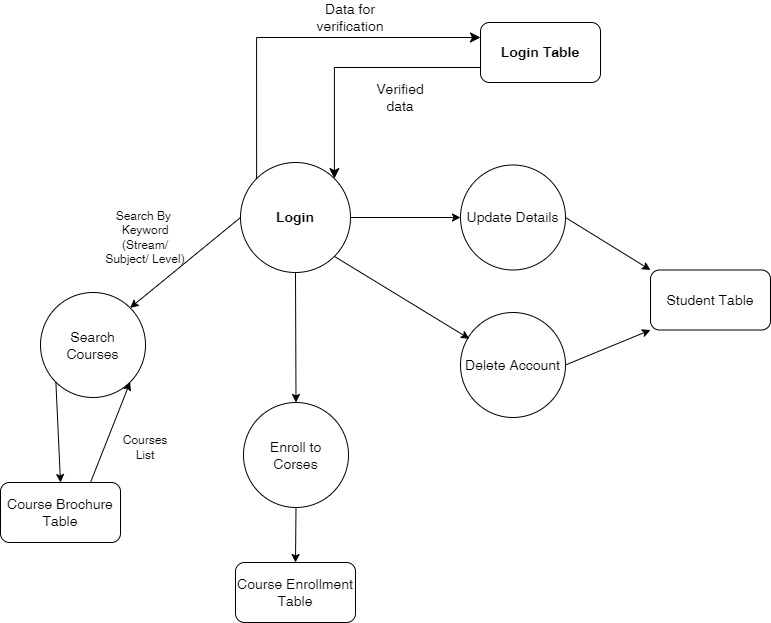 Data for
verification
Login Table
Verified
data
Search By
Keyword
(Stream/
Subject/ Level)
Login
Update Details
Student Table
Search
Courses
Delete Account
Courses
List
Enroll to
Corses
Course Brochure
Table
Course Enrollment
Table